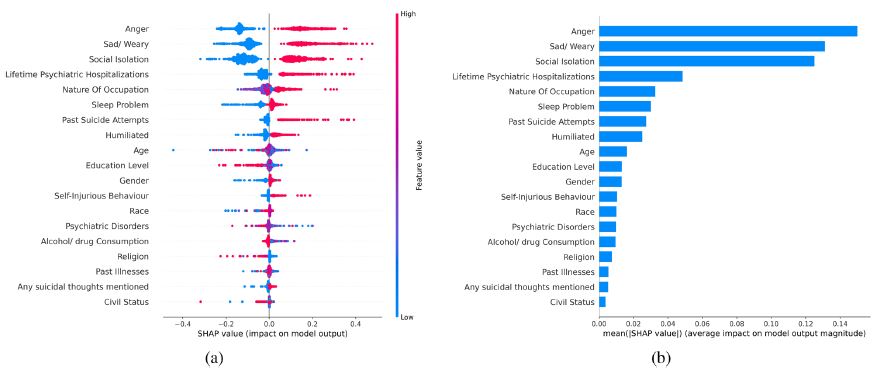 Anger
Sad/ Weary
Social Isolation
Lifetime Psychiatric Hospitalizations
Nature Of Occupation
Sleep Problem
Past Suicide Attempts
Humiliated
Age
Education Level
Gender
Self-Injurious Behaviour
Race
Psychiatric Disorders
Alcohol/ drug Consumption
Religion
Past Illnesses
Any suicidal thoughts mentioned
Civil Status
−0.4 −0.2 0.0 0.2 0.4
SHAP value (impact on model output)
High
Feature value
Low
(a)
Anger
Sad/ Weary
Social Isolation
Lifetime Psychiatric Hospitalizations
Nature Of Occupation
Sleep Problem
Past Suicide Attempts
Humiliated
Age
Education Level
Gender
Self-Injurious Behaviour
Race
Psychiatric Disorders
Alcohol/ drug Consumption
Religion
Past Illnesses
Any suicidal thoughts mentioned
Civil Status
0.00 0.02 0.04 0.06 0.08 0.10 0.12 0.14
mean(|SHAP value|) (average impact on model output magnitude)
(b)